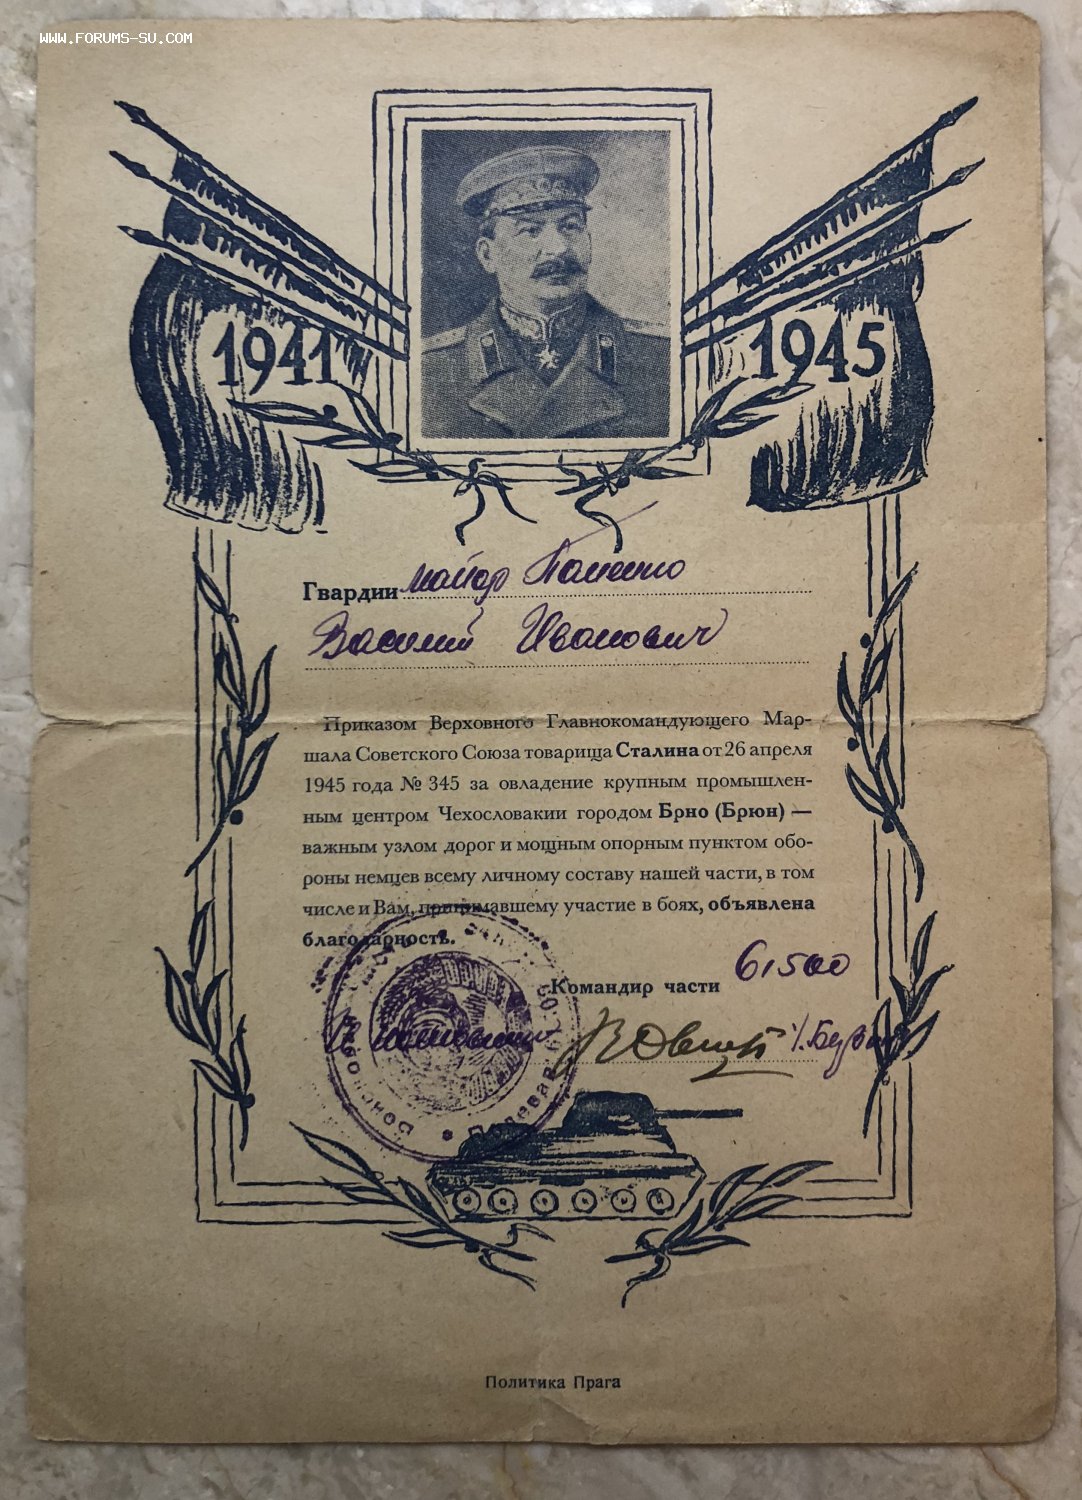 WWW.FORUMS-SU.COM
1941 1945
Гвардии майор
Василий Иванович
Приказом Верховного Главнокомандующего Мар-
шала Советского Союза товарища Сталина от 26 апреля
1945 года № 345 за овладение крупным промышлен-
ным центром Чехословакии городом Брно (Брюн) —
важным узлом дорог и мощным опорным пунктом обо-
роны немцев всему личному составу нашей части, в том
числе и Вам, принимавшему участие в боях, объявлена
благодарность.
Командир части 61500
Политика Прага